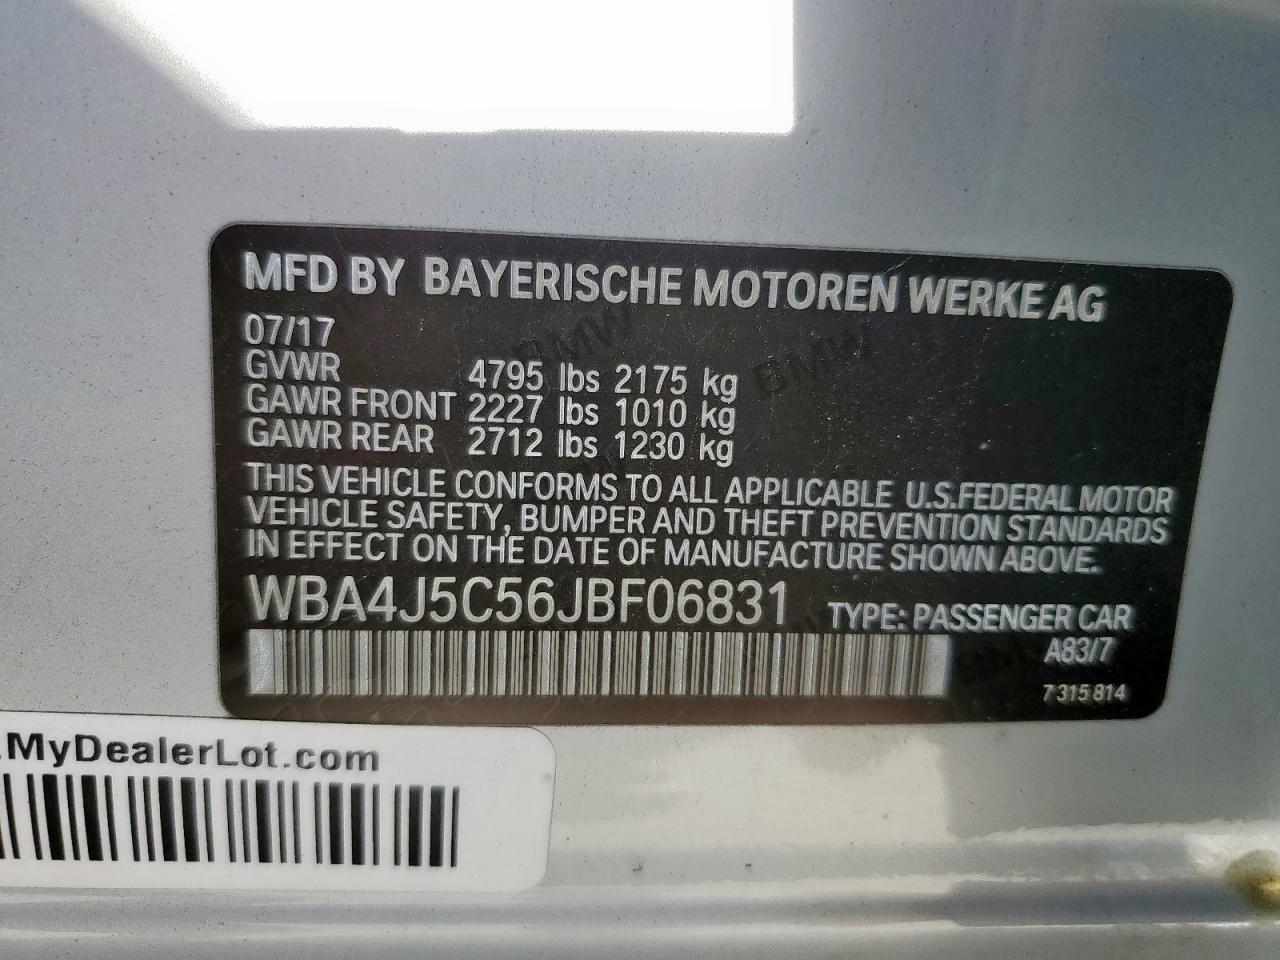 MFD BY BAYERISCHE MOTOREN WERKE AG
07/17
GVWR 4795 lbs 2175 kg
GAWR FRONT 2227 lbs 1010 kg
GAWR REAR 2712 lbs 1230 kg
THIS VEHICLE CONFORMS TO ALL APPLICABLE U.S.FEDERAL MOTOR
VEHICLE SAFETY, BUMPER AND THEFT PREVENTION STANDARDS
IN EFFECT ON THE DATE OF MANUFACTURE SHOWN ABOVE.
WBA4J5C56JBF06831 TYPE: PASSENGER CAR
A83/7
7 315 814
.MyDealerLot.com